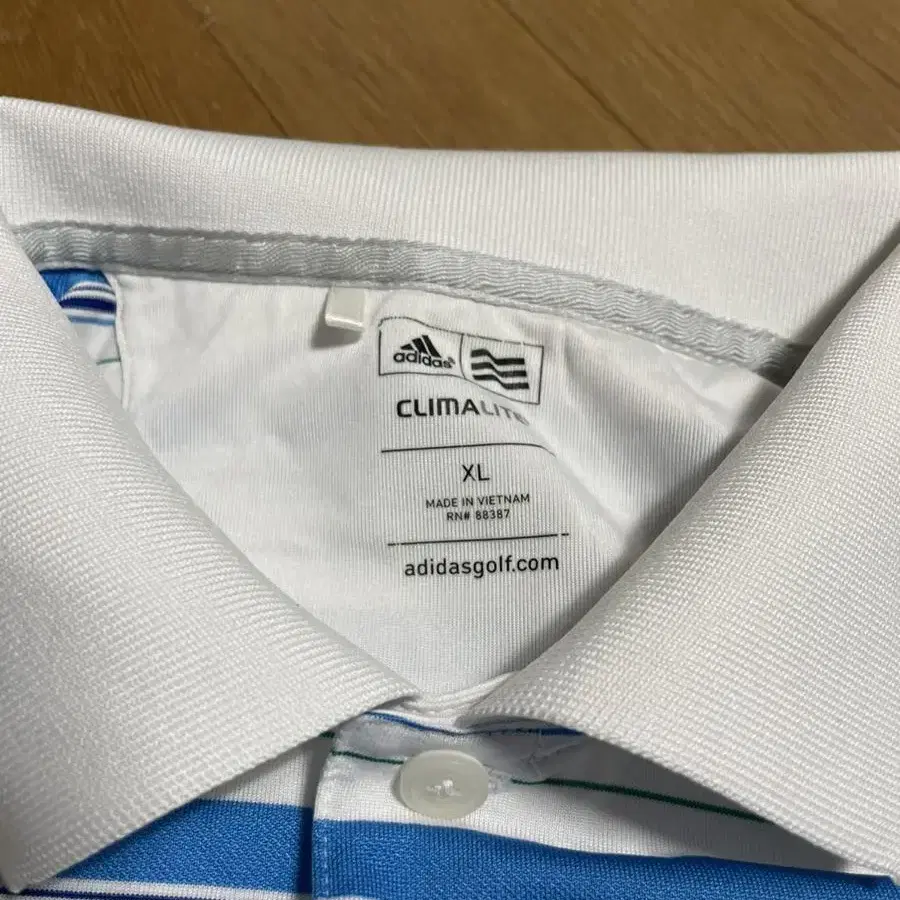 adidas
CLIMALITE
XL
MADE IN VIETNAM
RN# 88387
adidasgolf.com